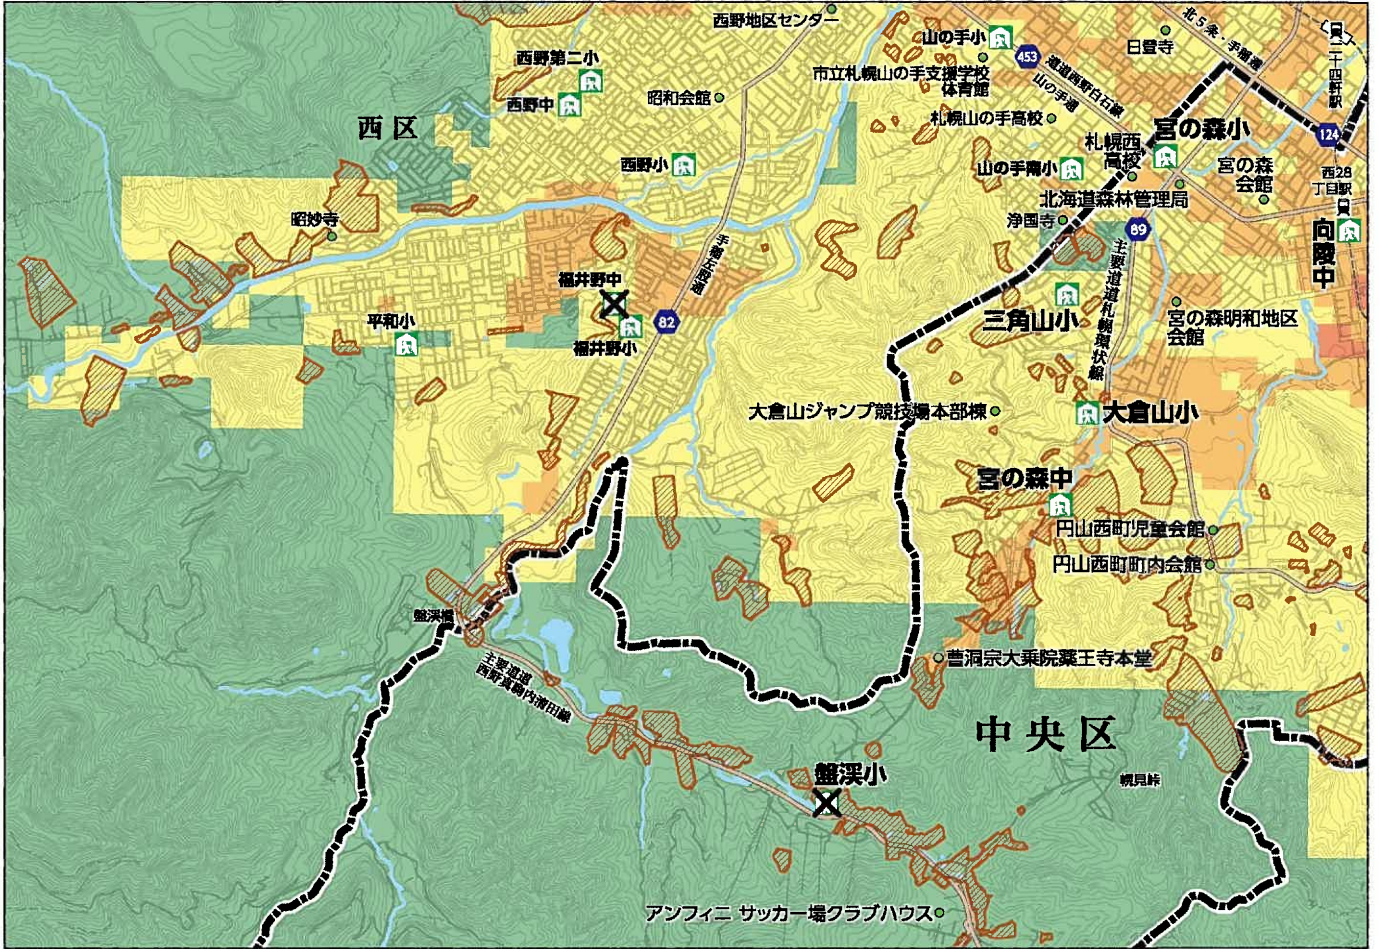 西野地区センター
北5条・手稲通
二十四軒駅
山の手小
日登寺
453
西野第二小
市立札幌山の手支援学校
体育館
道道西野白石線
山の手通
昭和会館
西野中
西区
札幌山の手高校
宮の森小
124
札幌西
高校
西野小
山の手南小
宮の森
会館
西28
丁目駅
北海道森林管理局
昭妙寺
浄国寺
89
向陵中
手稲左股通
主要道道札幌環状線
福井野中
三角山小
宮の森明和地区
会館
平和小
82
福井野小
大倉山ジャンプ競技場本部棟
大倉山小
宮の森中
円山西町児童会館
円山西町町内会館
盤渓橋
主要道道
西野真駒内清田線
曹洞宗大乗院薬王寺本堂
中央区
盤渓小
幌見峠
アンフィニ サッカー場クラブハウス